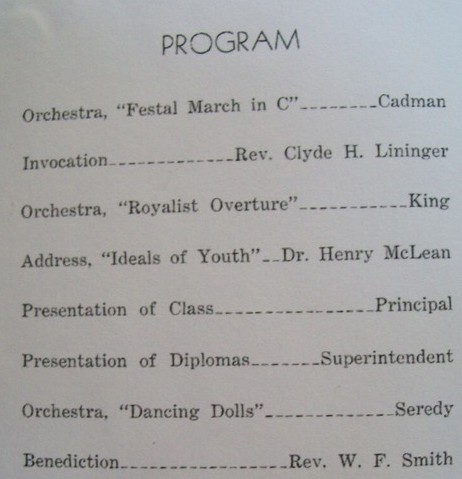 PROGRAM
Orchestra, "Festal March in C"--------Cadman
Invocation-------------Rev. Clyde H. Lininger
Orchestra, "Royalist Overture"-----------King
Address, "Ideals of Youth"--Dr. Henry McLean
Presentation of Class-----------------Principal
Presentation of Diplomas-------Superintendent
Orchestra, "Dancing Dolls"-------------Seredy
Benediction-----------------Rev. W. F. Smith